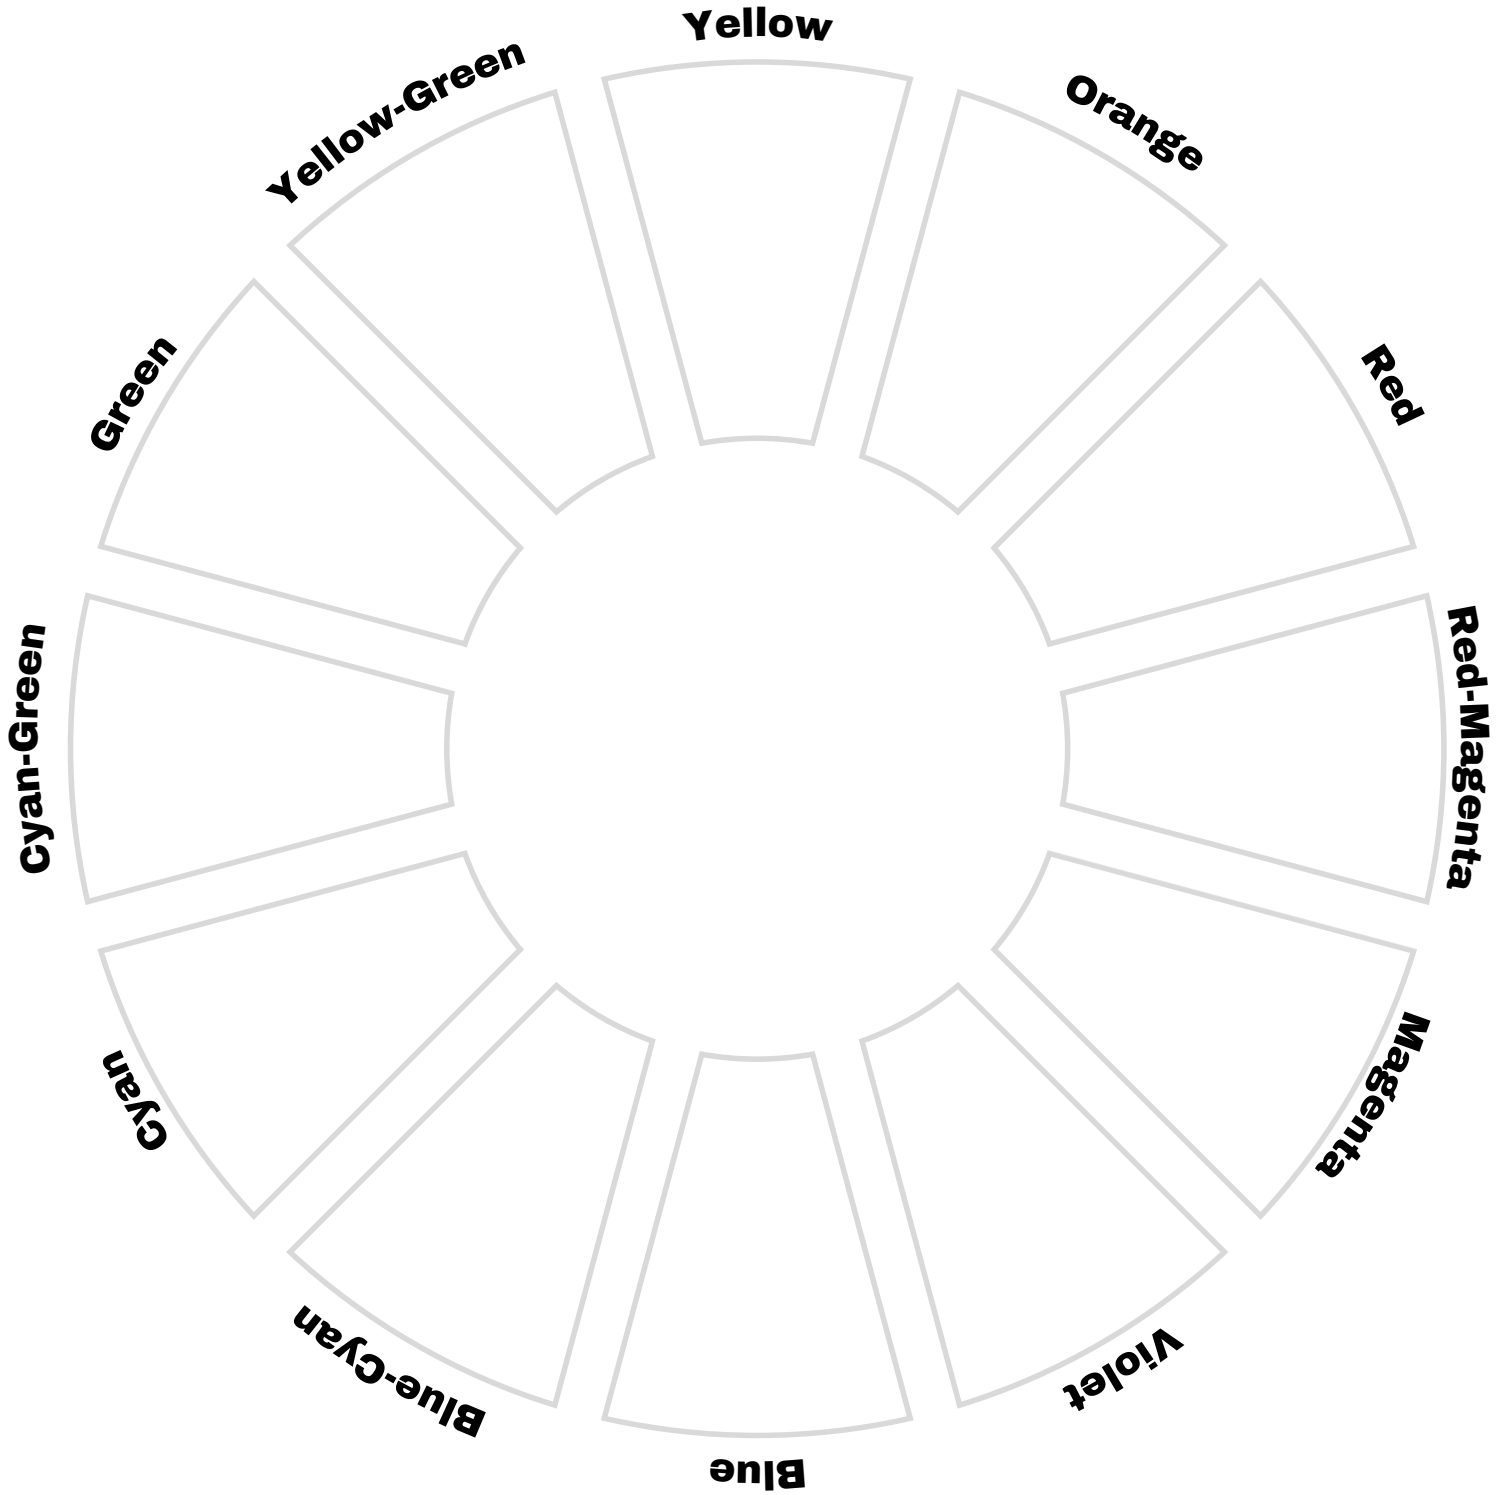 Yellow
Orange
Red
Red-Magenta
Magenta
Violet
Blue
Blue-Cyan
Cyan
Cyan-Green
Green
Yellow-Green